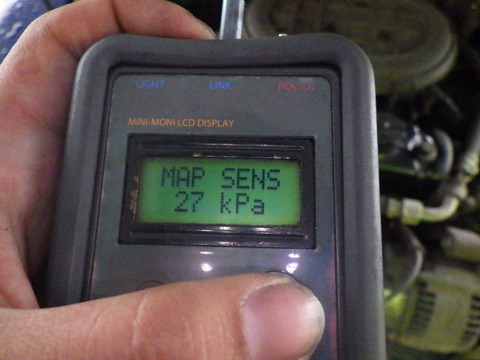 LIGHT LINK POWER
MINI-MONI LCD DISPLAY
MAP SENS
27 kPa